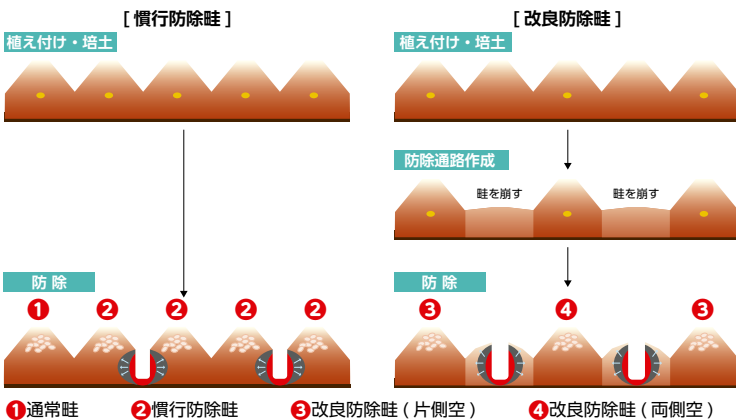 [ 慣行防除畦 ]
植え付け・培土
防 除
❶ ❷ ❷ ❷ ❷
[ 改良防除畦 ]
植え付け・培土
防除通路作成
畦を崩す 畦を崩す
防 除
❸ ❹ ❸
❶通常畦 ❷慣行防除畦 ❸改良防除畦 ( 片側空 ) ❹改良防除畦 ( 両側空 )